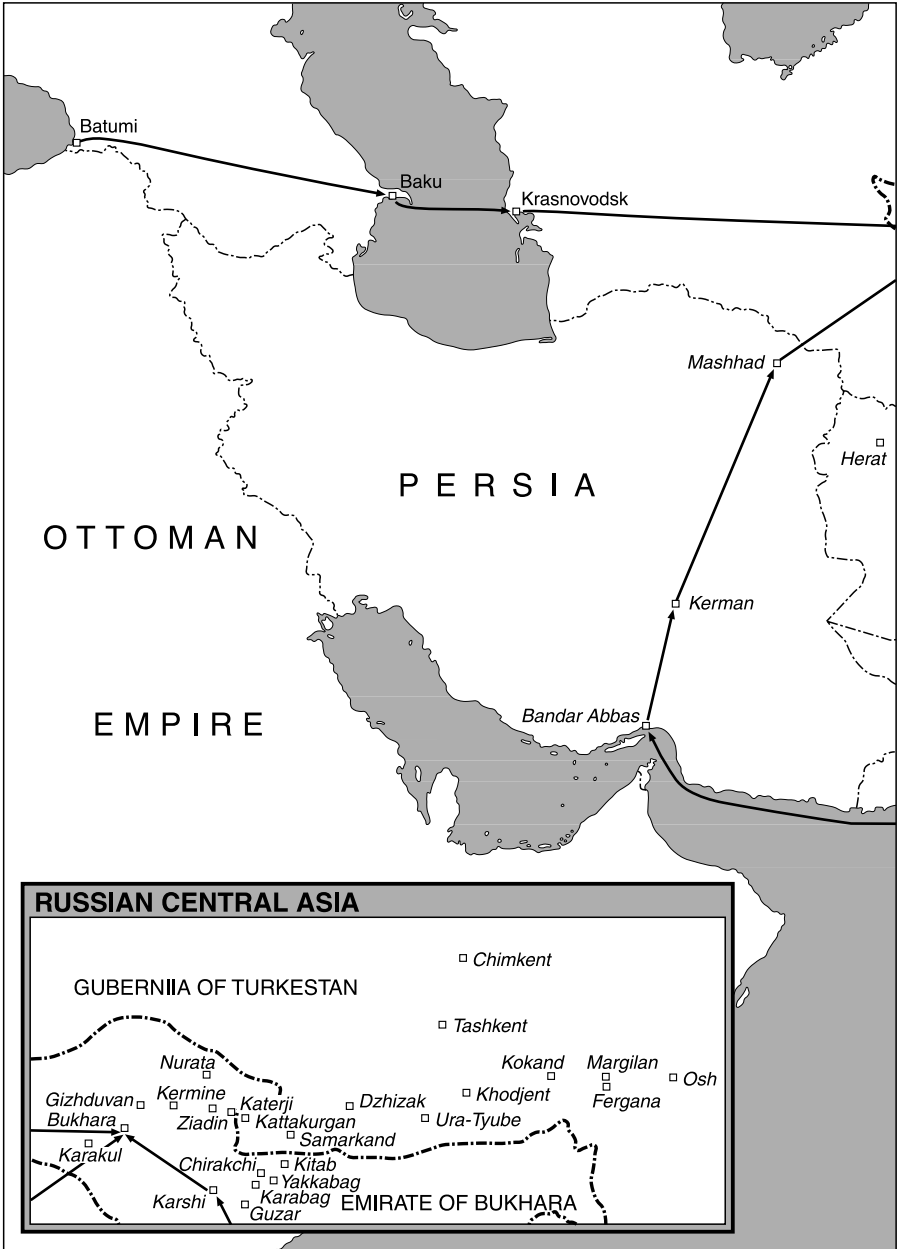 Batumi
Baku
Krasnovodsk
Mashhad
Herat
PERSIA
OTTOMAN
EMPIRE
Kerman
Bandar Abbas
RUSSIAN CENTRAL ASIA
Chimkent
GUBERNIIA OF TURKESTAN
Tashkent
Nurata
Kokand
Margilan
Osh
Gizhduvan
Kermine
Katerji
Dzhizak
Khodjent
Fergana
Bukhara
Ziadin
Kattakurgan
Ura-Tyube
Karakul
Samarkand
Chirakchi
Kitab
Yakkabag
Karshi
Karabag
EMIRATE OF BUKHARA
Guzar